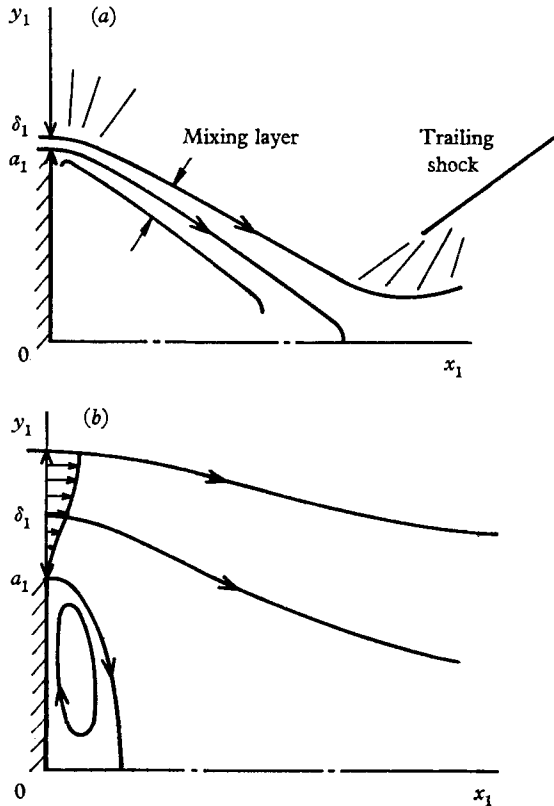 y₁
(a)
δ₁
a₁
Mixing layer
Trailing
shock
0
x₁
y₁
(b)
δ₁
a₁
0
x₁